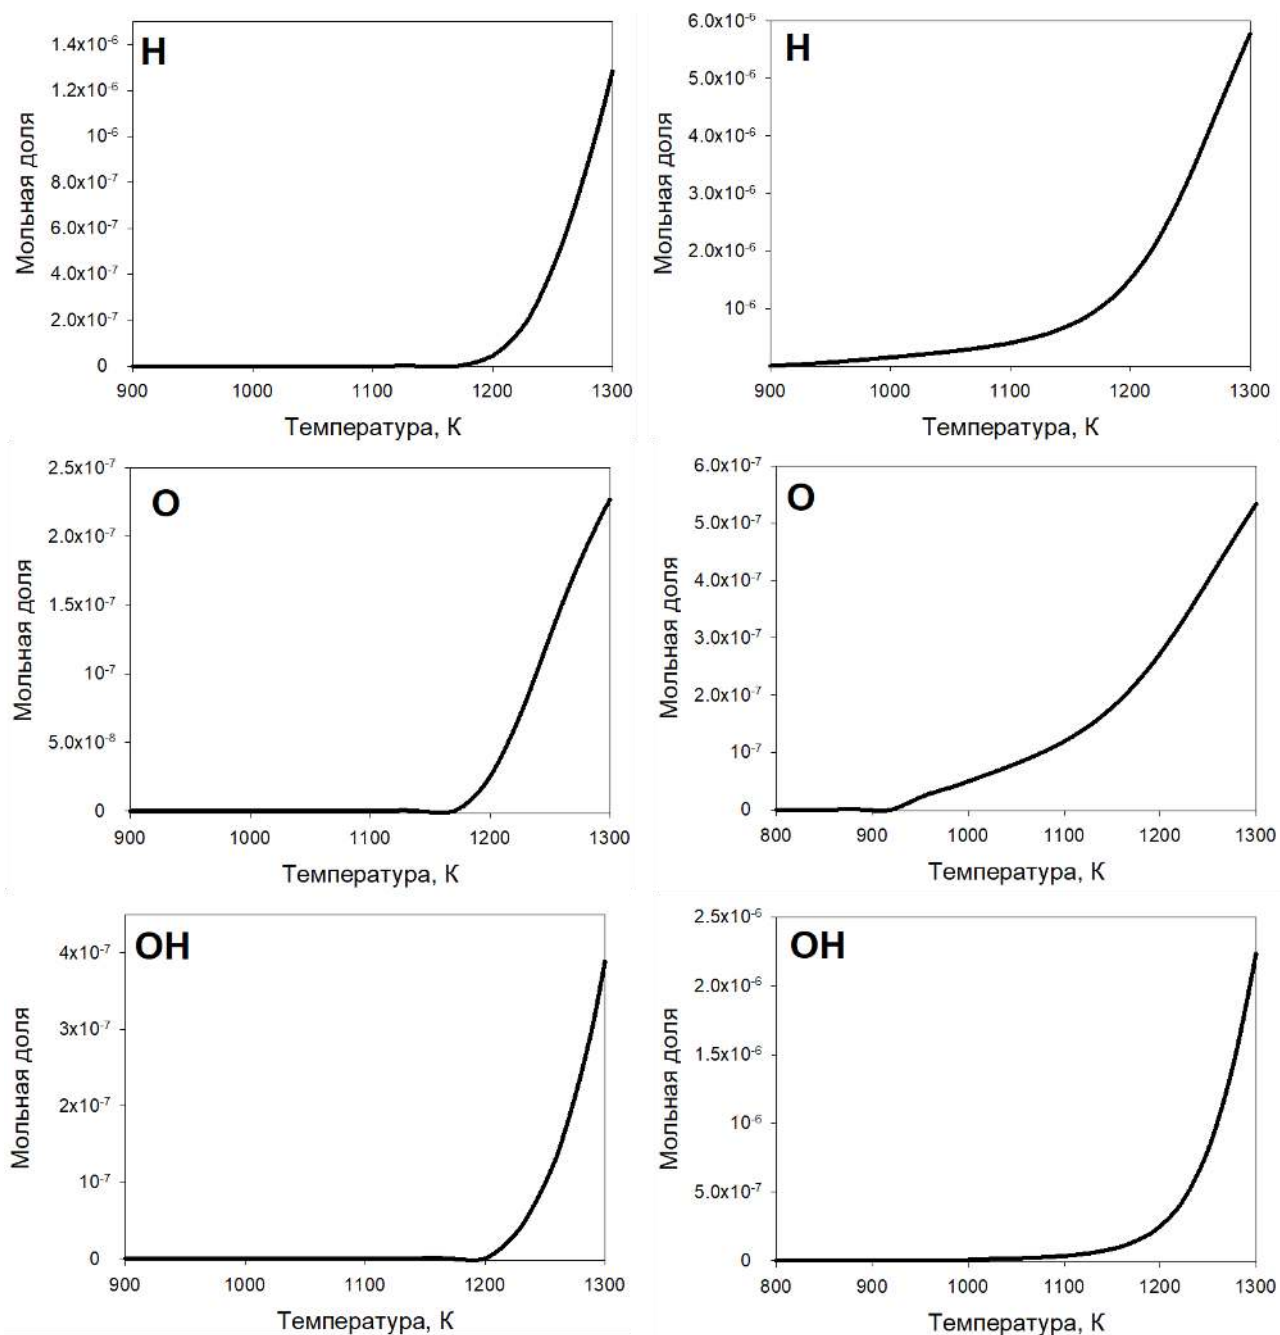 H
1.4x10⁻⁶
1.2x10⁻⁶
10⁻⁶
8.0x10⁻⁷
6.0x10⁻⁷
4.0x10⁻⁷
2.0x10⁻⁷
0
900 1000 1100 1200 1300
Мольная доля
Температура, К
H
6.0x10⁻⁶
5.0x10⁻⁶
4.0x10⁻⁶
3.0x10⁻⁶
2.0x10⁻⁶
10⁻⁶
900 1000 1100 1200 1300
Мольная доля
Температура, К
O
2.5x10⁻⁷
2.0x10⁻⁷
1.5x10⁻⁷
10⁻⁷
5.0x10⁻⁸
0
900 1000 1100 1200 1300
Мольная доля
Температура, К
O
6.0x10⁻⁷
5.0x10⁻⁷
4.0x10⁻⁷
3.0x10⁻⁷
2.0x10⁻⁷
10⁻⁷
0
800 900 1000 1100 1200 1300
Мольная доля
Температура, К
OH
4x10⁻⁷
3x10⁻⁷
2x10⁻⁷
10⁻⁷
0
900 1000 1100 1200 1300
Мольная доля
Температура, К
OH
2.5x10⁻⁶
2.0x10⁻⁶
1.5x10⁻⁶
10⁻⁶
5.0x10⁻⁷
0
800 900 1000 1100 1200 1300
Мольная доля
Температура, К